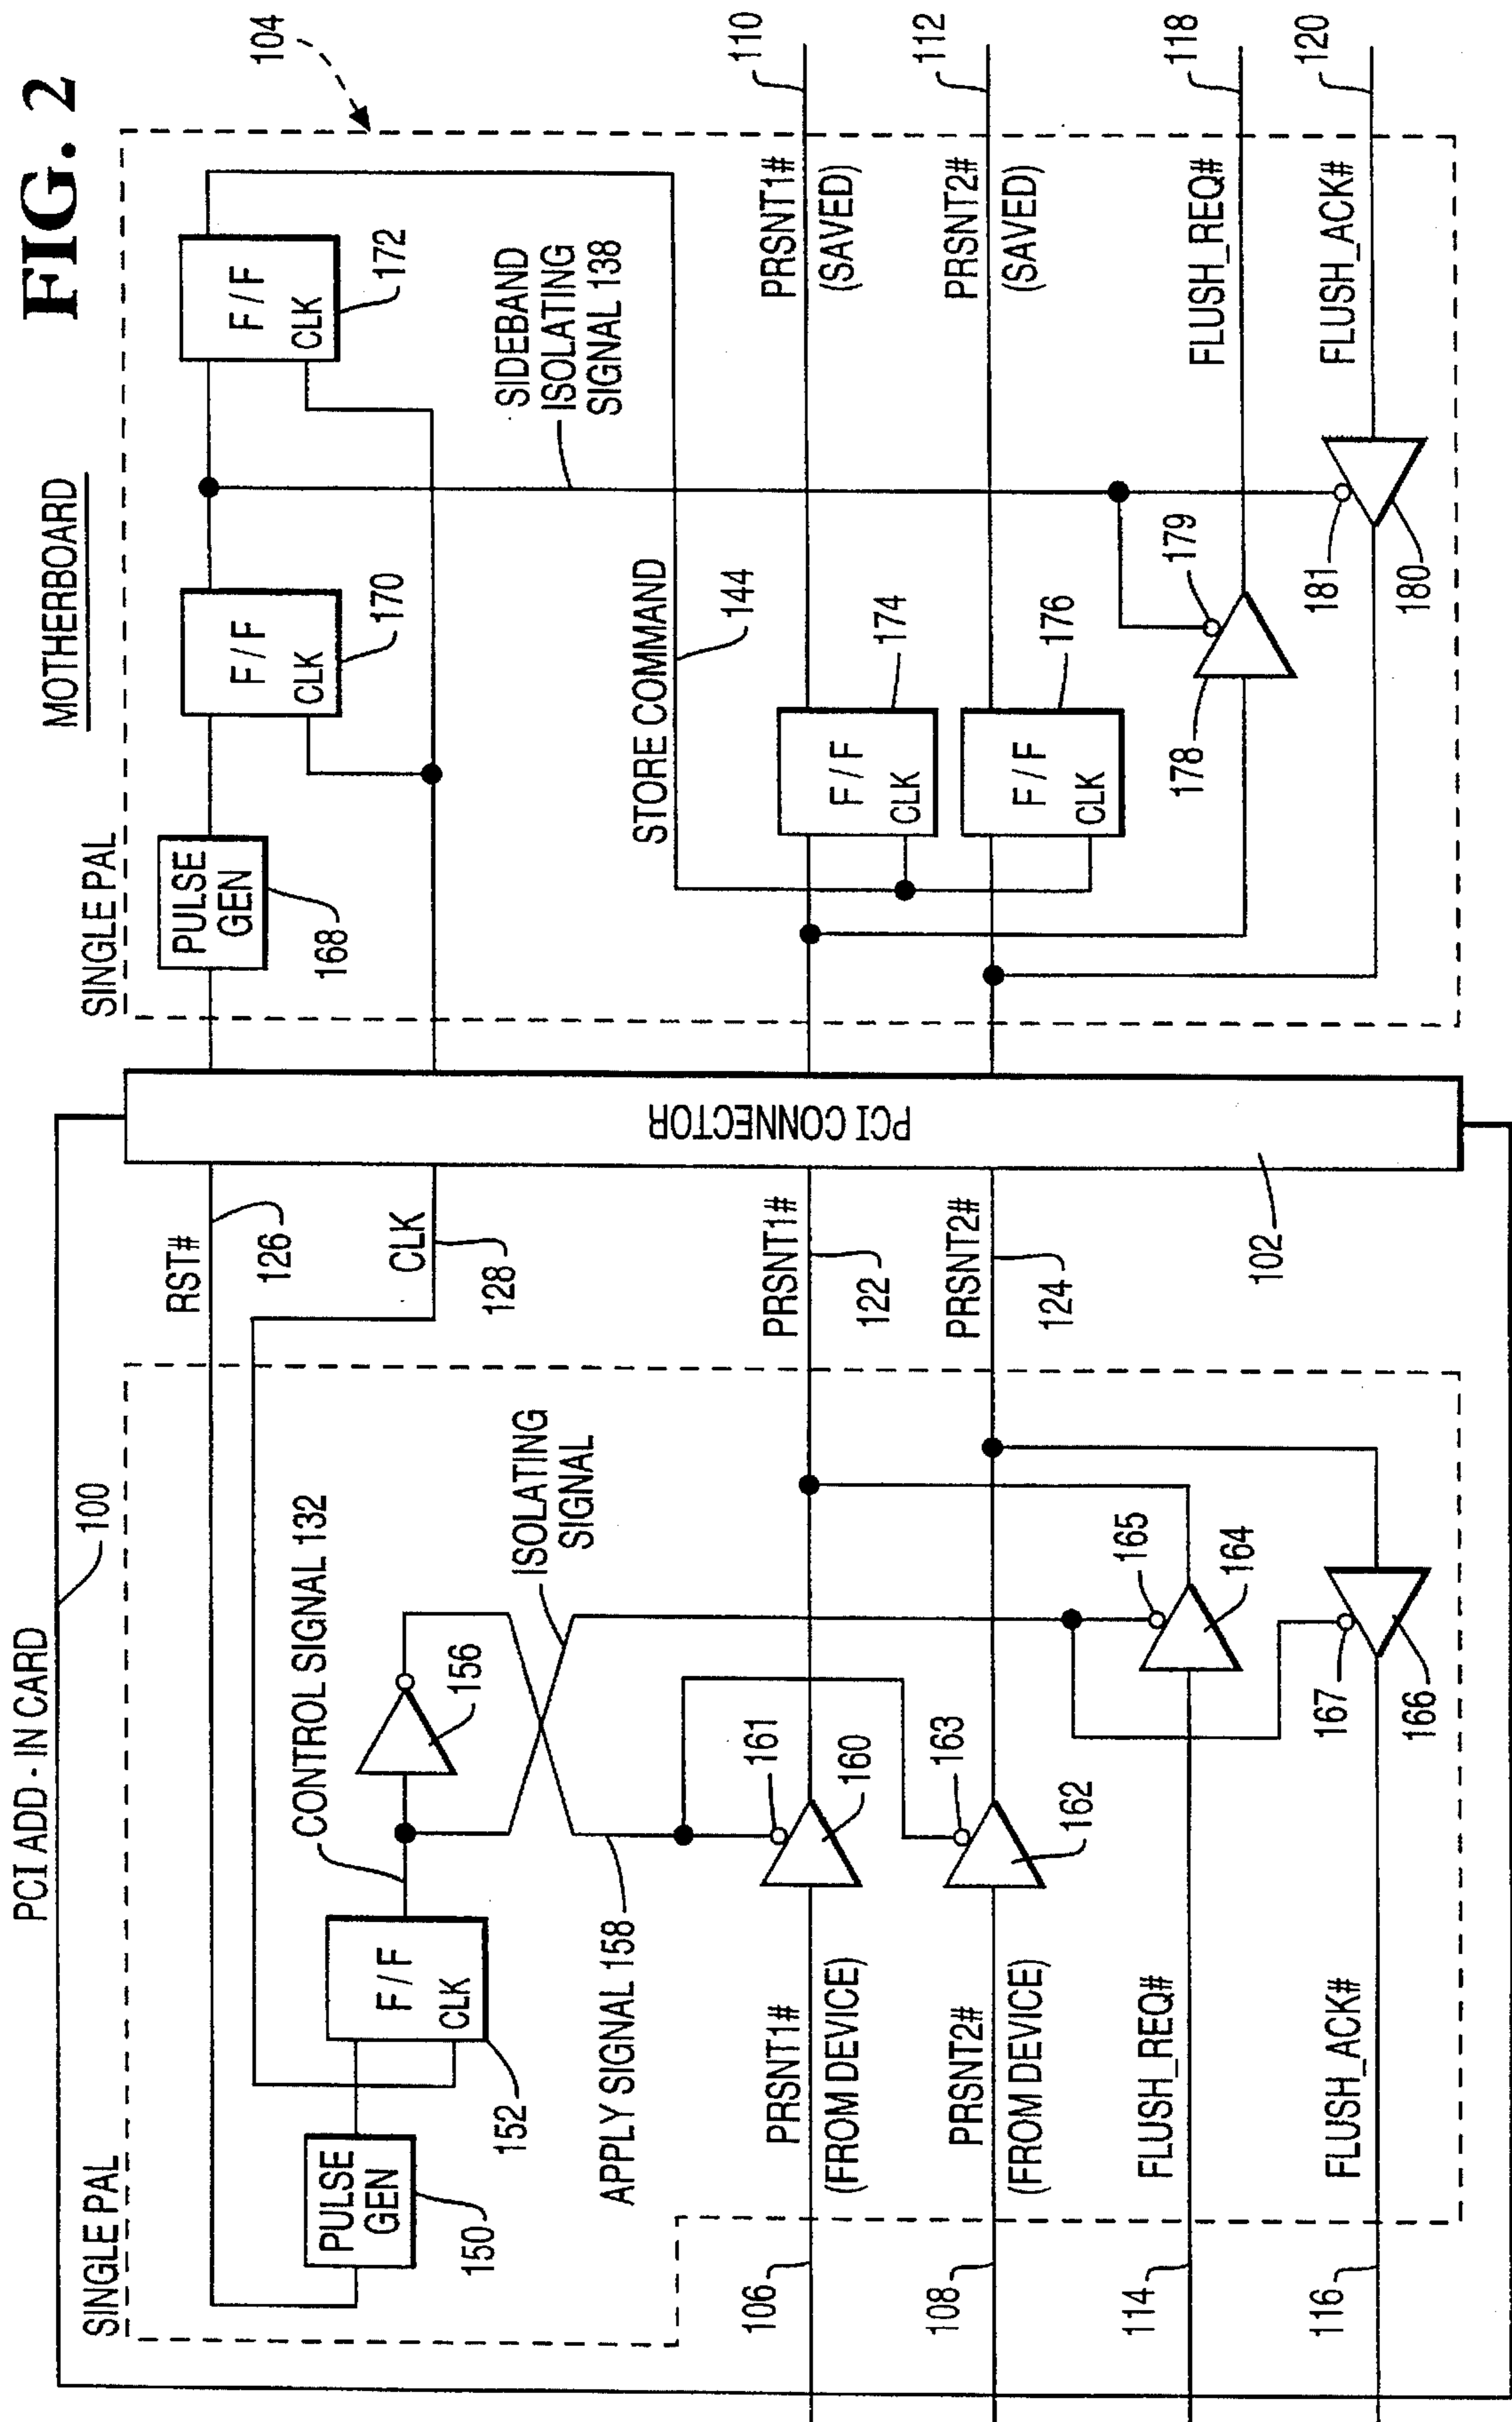 FIG. 2
PCI ADD-IN CARD
100
MOTHERBOARD
104
SINGLE PAL
PULSE
GEN
150
F/F
CLK
152
CONTROL SIGNAL 132
156
ISOLATING
SIGNAL
APPLY SIGNAL 158
RST#
126
CLK
128
106
PRSNT1#
(FROM DEVICE)
161
160
PRSNT1#
122
108
PRSNT2#
(FROM DEVICE)
163
162
PRSNT2#
124
114
FLUSH_REQ#
165
164
116
FLUSH_ACK#
167
166
PCI CONNECTOR
102
SINGLE PAL
PULSE
GEN
168
F/F
CLK
170
F/F
CLK
172
SIDEBAND
ISOLATING
SIGNAL 138
STORE COMMAND
144
F/F
CLK
174
PRSNT1#
(SAVED)
110
F/F
CLK
176
PRSNT2#
(SAVED)
112
178
179
FLUSH_REQ#
118
181
180
FLUSH_ACK#
120